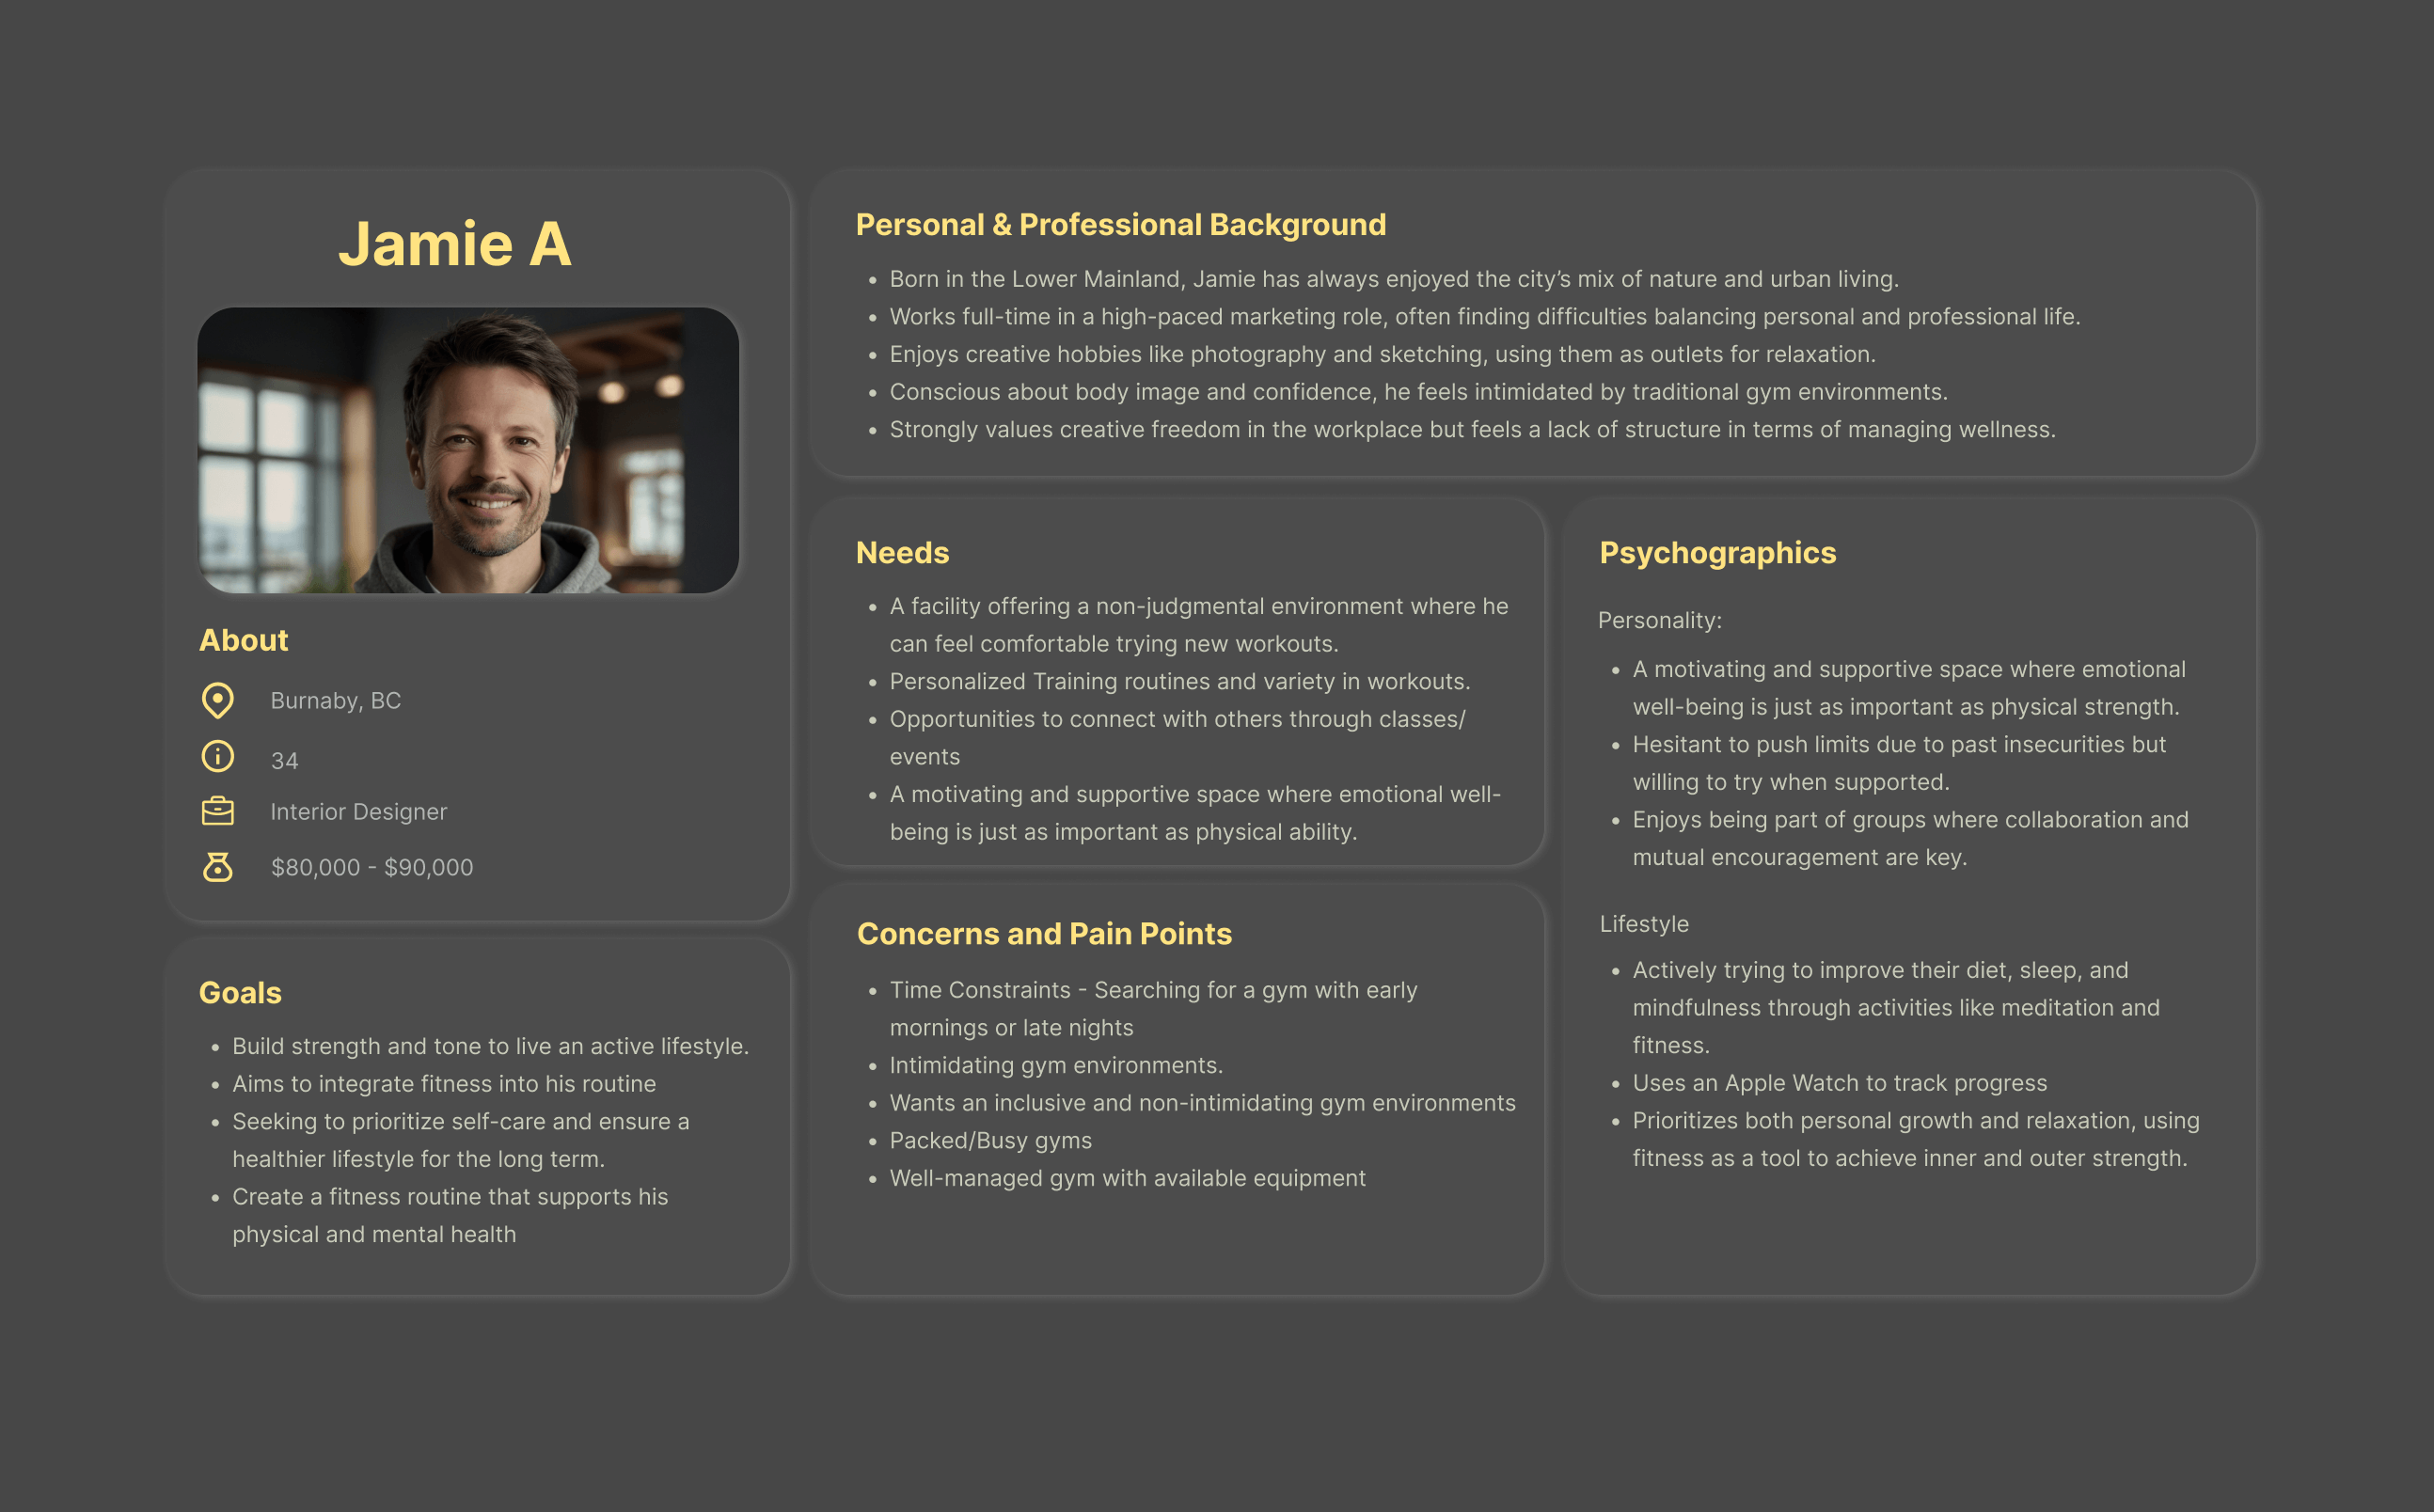 Jamie A
About
Burnaby, BC
34
Interior Designer
$80,000 - $90,000
Goals
• Build strength and tone to live an active lifestyle.
• Aims to integrate fitness into his routine
• Seeking to prioritize self-care and ensure a
healthier lifestyle for the long term.
• Create a fitness routine that supports his
physical and mental health
Personal & Professional Background
• Born in the Lower Mainland, Jamie has always enjoyed the city’s mix of nature and urban living.
• Works full-time in a high-paced marketing role, often finding difficulties balancing personal and professional life.
• Enjoys creative hobbies like photography and sketching, using them as outlets for relaxation.
• Conscious about body image and confidence, he feels intimidated by traditional gym environments.
• Strongly values creative freedom in the workplace but feels a lack of structure in terms of managing wellness.
Needs
• A facility offering a non-judgmental environment where he
can feel comfortable trying new workouts.
• Personalized Training routines and variety in workouts.
• Opportunities to connect with others through classes/
events
• A motivating and supportive space where emotional well-
being is just as important as physical ability.
Concerns and Pain Points
• Time Constraints - Searching for a gym with early
mornings or late nights
• Intimidating gym environments.
• Wants an inclusive and non-intimidating gym environments
• Packed/Busy gyms
• Well-managed gym with available equipment
Psychographics
Personality:
• A motivating and supportive space where emotional
well-being is just as important as physical strength.
• Hesitant to push limits due to past insecurities but
willing to try when supported.
• Enjoys being part of groups where collaboration and
mutual encouragement are key.
Lifestyle
• Actively trying to improve their diet, sleep, and
mindfulness through activities like meditation and
fitness.
• Uses an Apple Watch to track progress
• Prioritizes both personal growth and relaxation, using
fitness as a tool to achieve inner and outer strength.